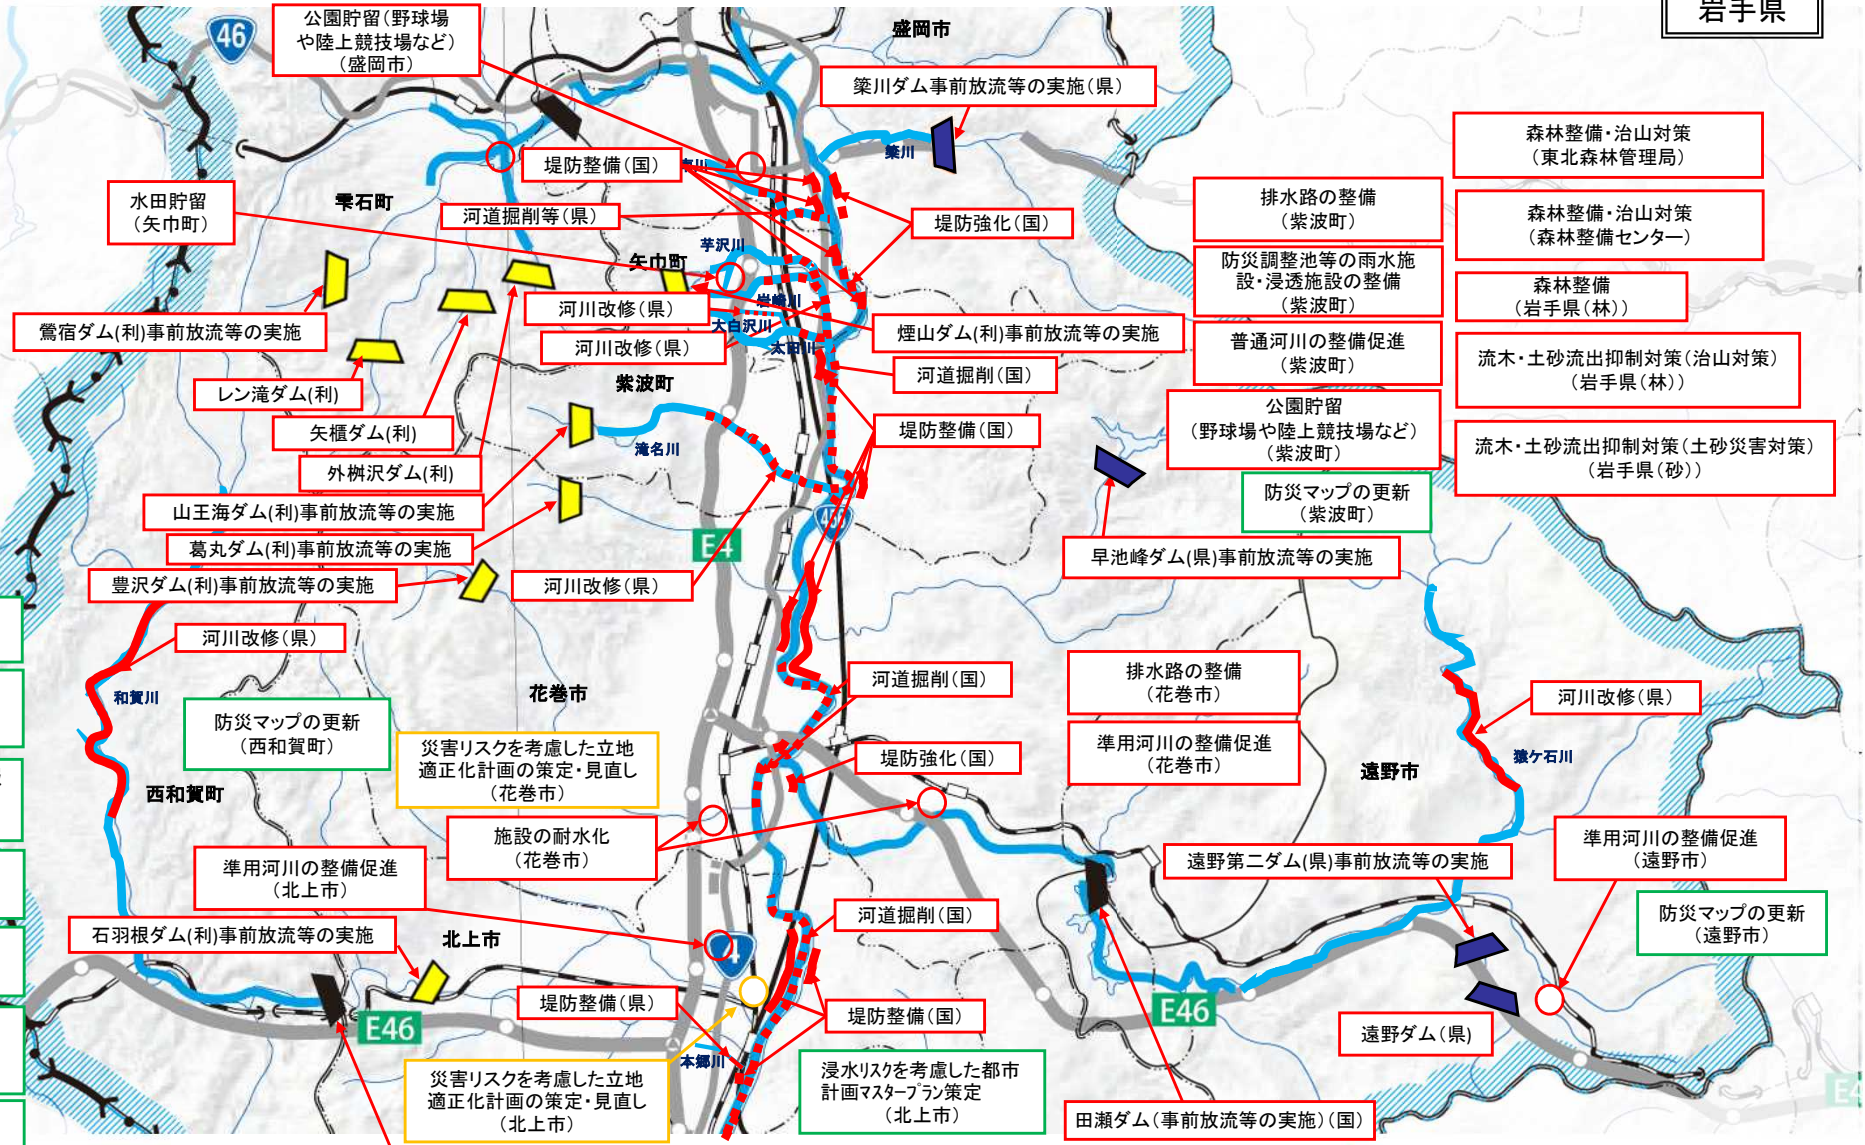 岩手県
46
公園貯留(野球場
や陸上競技場など)
(盛岡市)
盛岡市
簗川ダム事前放流等の実施(県)
簗川
堤防整備(国)
森林整備・治山対策
(東北森林管理局)
水田貯留
(矢巾町)
雫石町
河道掘削等(県)
堤防強化(国)
排水路の整備
(紫波町)
森林整備・治山対策
(森林整備センター)
芋沢川
矢巾町
防災調整池等の雨水施
設・浸透施設の整備
(紫波町)
森林整備
(岩手県(林))
岩崎川
河川改修(県)
大白沢川
鶯宿ダム(利)事前放流等の実施
煙山ダム(利)事前放流等の実施
河川改修(県)
太田川
普通河川の整備促進
(紫波町)
流木・土砂流出抑制対策(治山対策)
(岩手県(林))
紫波町
河道掘削(国)
レン滝ダム(利)
公園貯留
(野球場や陸上競技場など)
(紫波町)
矢櫃ダム(利)
堤防整備(国)
滝名川
外桝沢ダム(利)
流木・土砂流出抑制対策(土砂災害対策)
(岩手県(砂))
山王海ダム(利)事前放流等の実施
防災マップの更新
(紫波町)
葛丸ダム(利)事前放流等の実施
E4
早池峰ダム(県)事前放流等の実施
豊沢ダム(利)事前放流等の実施
河川改修(県)
河川改修(県)
和賀川
花巻市
河道掘削(国)
排水路の整備
(花巻市)
河川改修(県)
防災マップの更新
(西和賀町)
災害リスクを考慮した立地
適正化計画の策定・見直し
(花巻市)
堤防強化(国)
準用河川の整備促進
(花巻市)
猿ケ石川
遠野市
西和賀町
施設の耐水化
(花巻市)
準用河川の整備促進
(北上市)
遠野第二ダム(県)事前放流等の実施
準用河川の整備促進
(遠野市)
河道掘削(国)
防災マップの更新
(遠野市)
石羽根ダム(利)事前放流等の実施
北上市
4
堤防整備(県)
堤防整備(国)
E46
E46
遠野ダム(県)
本郷川
災害リスクを考慮した立地
適正化計画の策定・見直し
(北上市)
浸水リスクを考慮した都市
計画マスタープラン策定
(北上市)
田瀬ダム(事前放流等の実施)(国)